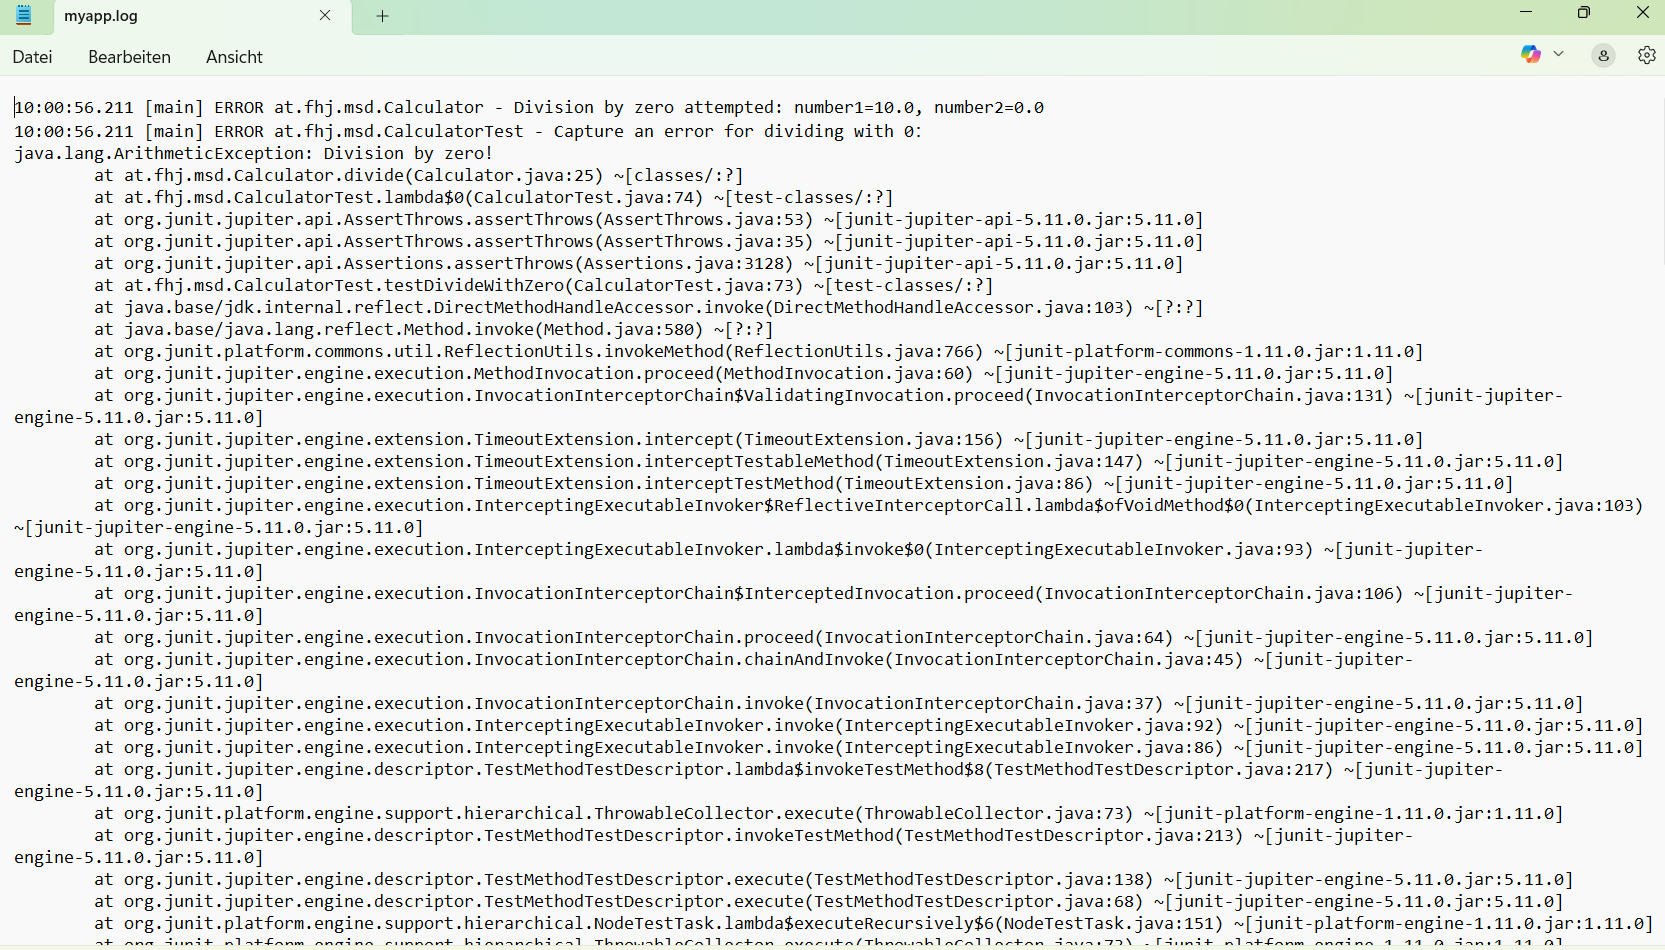 myapp.log
Datei Bearbeiten Ansicht
10:00:56.211 [main] ERROR at.fhj.msd.Calculator - Division by zero attempted: number1=10.0, number2=0.0
10:00:56.211 [main] ERROR at.fhj.msd.CalculatorTest - Capture an error for dividing with 0:
java.lang.ArithmeticException: Division by zero!
at at.fhj.msd.Calculator.divide(Calculator.java:25) ~[classes/:?]
at at.fhj.msd.CalculatorTest.lambda$0(CalculatorTest.java:74) ~[test-classes/:?]
at org.junit.jupiter.api.AssertThrows.assertThrows(AssertThrows.java:53) ~[junit-jupiter-api-5.11.0.jar:5.11.0]
at org.junit.jupiter.api.AssertThrows.assertThrows(AssertThrows.java:35) ~[junit-jupiter-api-5.11.0.jar:5.11.0]
at org.junit.jupiter.api.Assertions.assertThrows(Assertions.java:3128) ~[junit-jupiter-api-5.11.0.jar:5.11.0]
at at.fhj.msd.CalculatorTest.testDivideWithZero(CalculatorTest.java:73) ~[test-classes/:?]
at java.base/jdk.internal.reflect.DirectMethodHandleAccessor.invoke(DirectMethodHandleAccessor.java:103) ~[?:?]
at java.base/java.lang.reflect.Method.invoke(Method.java:580) ~[?:?]
at org.junit.platform.commons.util.ReflectionUtils.invokeMethod(ReflectionUtils.java:766) ~[junit-platform-commons-1.11.0.jar:1.11.0]
at org.junit.jupiter.engine.execution.MethodInvocation.proceed(MethodInvocation.java:60) ~[junit-jupiter-engine-5.11.0.jar:5.11.0]
at org.junit.jupiter.engine.execution.InvocationInterceptorChain$ValidatingInvocation.proceed(InvocationInterceptorChain.java:131) ~[junit-jupiter-
engine-5.11.0.jar:5.11.0]
at org.junit.jupiter.engine.extension.TimeoutExtension.intercept(TimeoutExtension.java:156) ~[junit-jupiter-engine-5.11.0.jar:5.11.0]
at org.junit.jupiter.engine.extension.TimeoutExtension.interceptTestableMethod(TimeoutExtension.java:147) ~[junit-jupiter-engine-5.11.0.jar:5.11.0]
at org.junit.jupiter.engine.extension.TimeoutExtension.interceptTestMethod(TimeoutExtension.java:86) ~[junit-jupiter-engine-5.11.0.jar:5.11.0]
at org.junit.jupiter.engine.execution.InterceptingExecutableInvoker$ReflectiveInterceptorCall.lambda$ofVoidMethod$0(InterceptingExecutableInvoker.java:103)
~[junit-jupiter-engine-5.11.0.jar:5.11.0]
at org.junit.jupiter.engine.execution.InterceptingExecutableInvoker.lambda$invoke$0(InterceptingExecutableInvoker.java:93) ~[junit-jupiter-
engine-5.11.0.jar:5.11.0]
at org.junit.jupiter.engine.execution.InvocationInterceptorChain$InterceptedInvocation.proceed(InvocationInterceptorChain.java:106) ~[junit-jupiter-
engine-5.11.0.jar:5.11.0]
at org.junit.jupiter.engine.execution.InvocationInterceptorChain.proceed(InvocationInterceptorChain.java:64) ~[junit-jupiter-engine-5.11.0.jar:5.11.0]
at org.junit.jupiter.engine.execution.InvocationInterceptorChain.chainAndInvoke(InvocationInterceptorChain.java:45) ~[junit-jupiter-
engine-5.11.0.jar:5.11.0]
at org.junit.jupiter.engine.execution.InvocationInterceptorChain.invoke(InvocationInterceptorChain.java:37) ~[junit-jupiter-engine-5.11.0.jar:5.11.0]
at org.junit.jupiter.engine.execution.InterceptingExecutableInvoker.invoke(InterceptingExecutableInvoker.java:92) ~[junit-jupiter-engine-5.11.0.jar:5.11.0]
at org.junit.jupiter.engine.execution.InterceptingExecutableInvoker.invoke(InterceptingExecutableInvoker.java:86) ~[junit-jupiter-engine-5.11.0.jar:5.11.0]
at org.junit.jupiter.engine.descriptor.TestMethodTestDescriptor.lambda$invokeTestMethod$8(TestMethodTestDescriptor.java:217) ~[junit-jupiter-
engine-5.11.0.jar:5.11.0]
at org.junit.platform.engine.support.hierarchical.ThrowableCollector.execute(ThrowableCollector.java:73) ~[junit-platform-engine-1.11.0.jar:1.11.0]
at org.junit.jupiter.engine.descriptor.TestMethodTestDescriptor.invokeTestMethod(TestMethodTestDescriptor.java:213) ~[junit-jupiter-
engine-5.11.0.jar:5.11.0]
at org.junit.jupiter.engine.descriptor.TestMethodTestDescriptor.execute(TestMethodTestDescriptor.java:138) ~[junit-jupiter-engine-5.11.0.jar:5.11.0]
at org.junit.jupiter.engine.descriptor.TestMethodTestDescriptor.execute(TestMethodTestDescriptor.java:68) ~[junit-jupiter-engine-5.11.0.jar:5.11.0]
at org.junit.platform.engine.support.hierarchical.NodeTestTask.lambda$executeRecursively$6(NodeTestTask.java:151) ~[junit-platform-engine-1.11.0.jar:1.11.0]